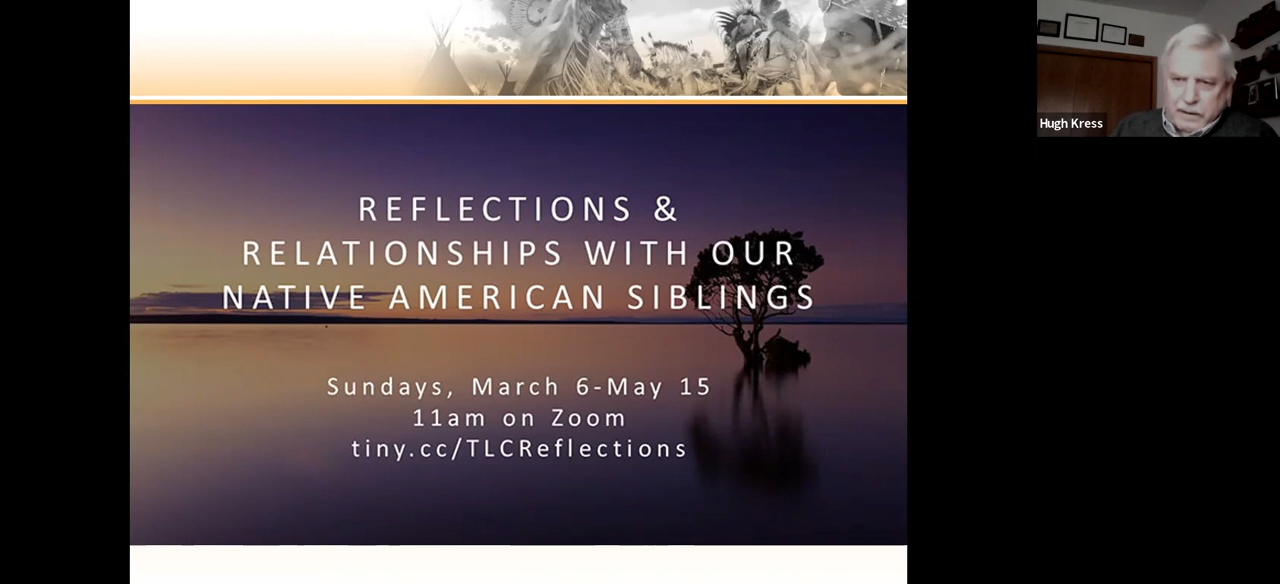 REFLECTIONS &
RELATIONSHIPS WITH OUR
NATIVE AMERICAN SIBLINGS
Sundays, March 6-May 15
11am on Zoom
tiny.cc/TLCReflections
Hugh Kress